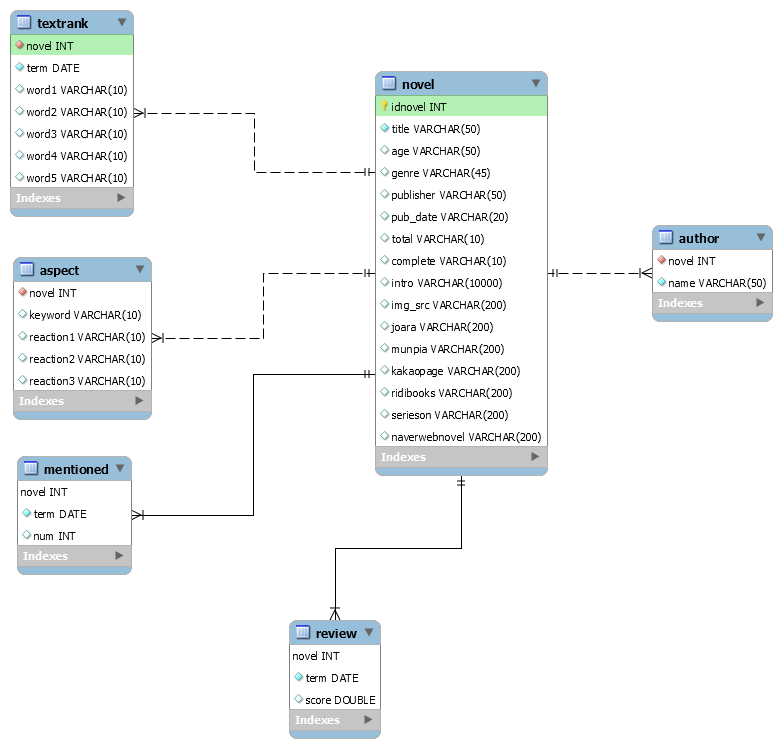 textrank
novel INT
term DATE
word1 VARCHAR(10)
word2 VARCHAR(10)
word3 VARCHAR(10)
word4 VARCHAR(10)
word5 VARCHAR(10)
Indexes
aspect
novel INT
keyword VARCHAR(10)
reaction1 VARCHAR(10)
reaction2 VARCHAR(10)
reaction3 VARCHAR(10)
Indexes
mentioned
novel INT
term DATE
num INT
Indexes
novel
idnovel INT
title VARCHAR(50)
age VARCHAR(50)
genre VARCHAR(45)
publisher VARCHAR(50)
pub_date VARCHAR(20)
total VARCHAR(10)
complete VARCHAR(10)
intro VARCHAR(10000)
img_src VARCHAR(200)
joara VARCHAR(200)
munpia VARCHAR(200)
kakaopage VARCHAR(200)
ridibooks VARCHAR(200)
serieson VARCHAR(200)
naverwebnovel VARCHAR(200)
Indexes
author
novel INT
name VARCHAR(50)
Indexes
review
novel INT
term DATE
score DOUBLE
Indexes